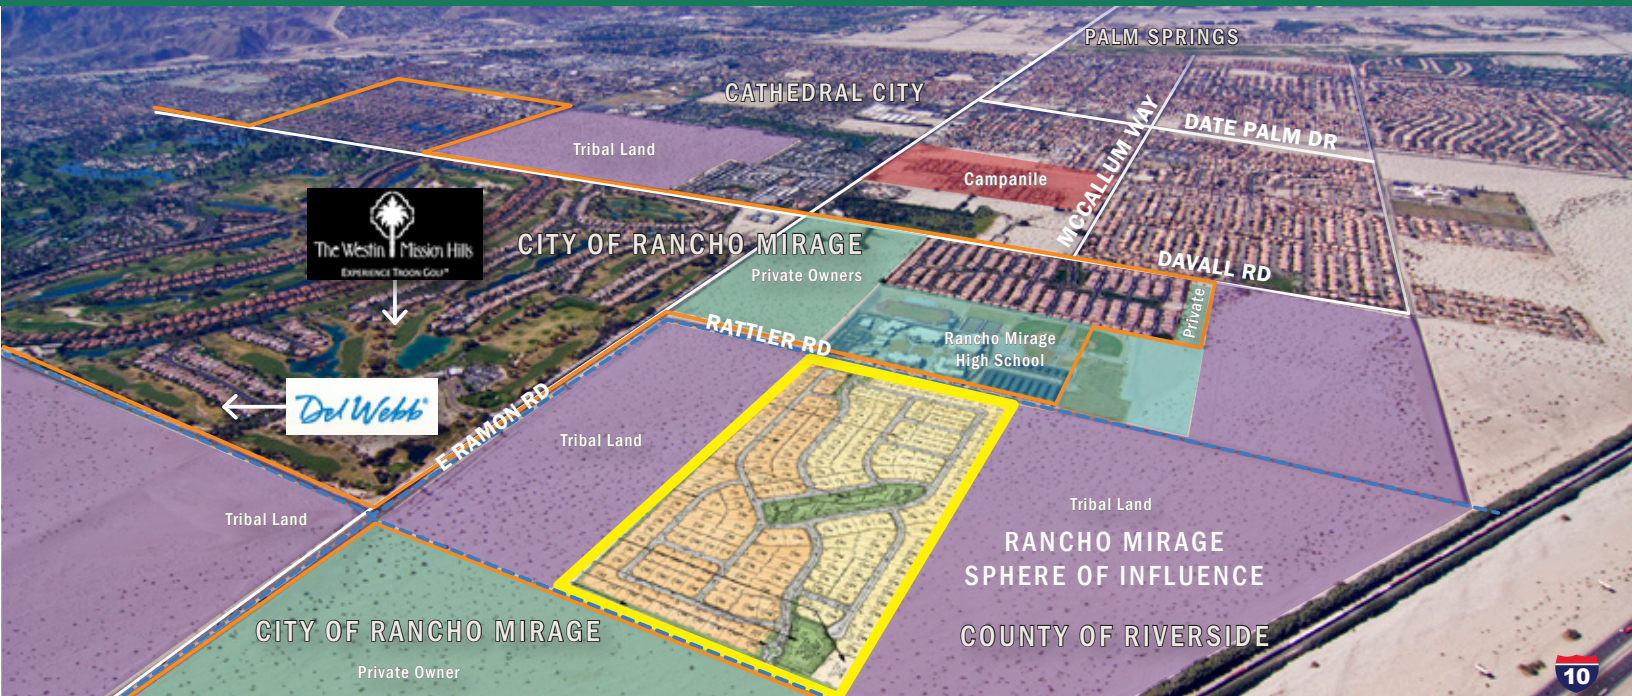 PALM SPRINGS
CATHEDRAL CITY
MCCALLUM WAY
DATE PALM DR
Tribal Land
Campanile
The Westin Mission Hills
EXPERIENCE TROON GOLF
CITY OF RANCHO MIRAGE
Private Owners
DAVALL RD
Private
RATTLER RD
Rancho Mirage
High School
Del Webb®
E RAMON RD
Tribal Land
Tribal Land
Tribal Land
RANCHO MIRAGE
SPHERE OF INFLUENCE
CITY OF RANCHO MIRAGE
COUNTY OF RIVERSIDE
Private Owner
10